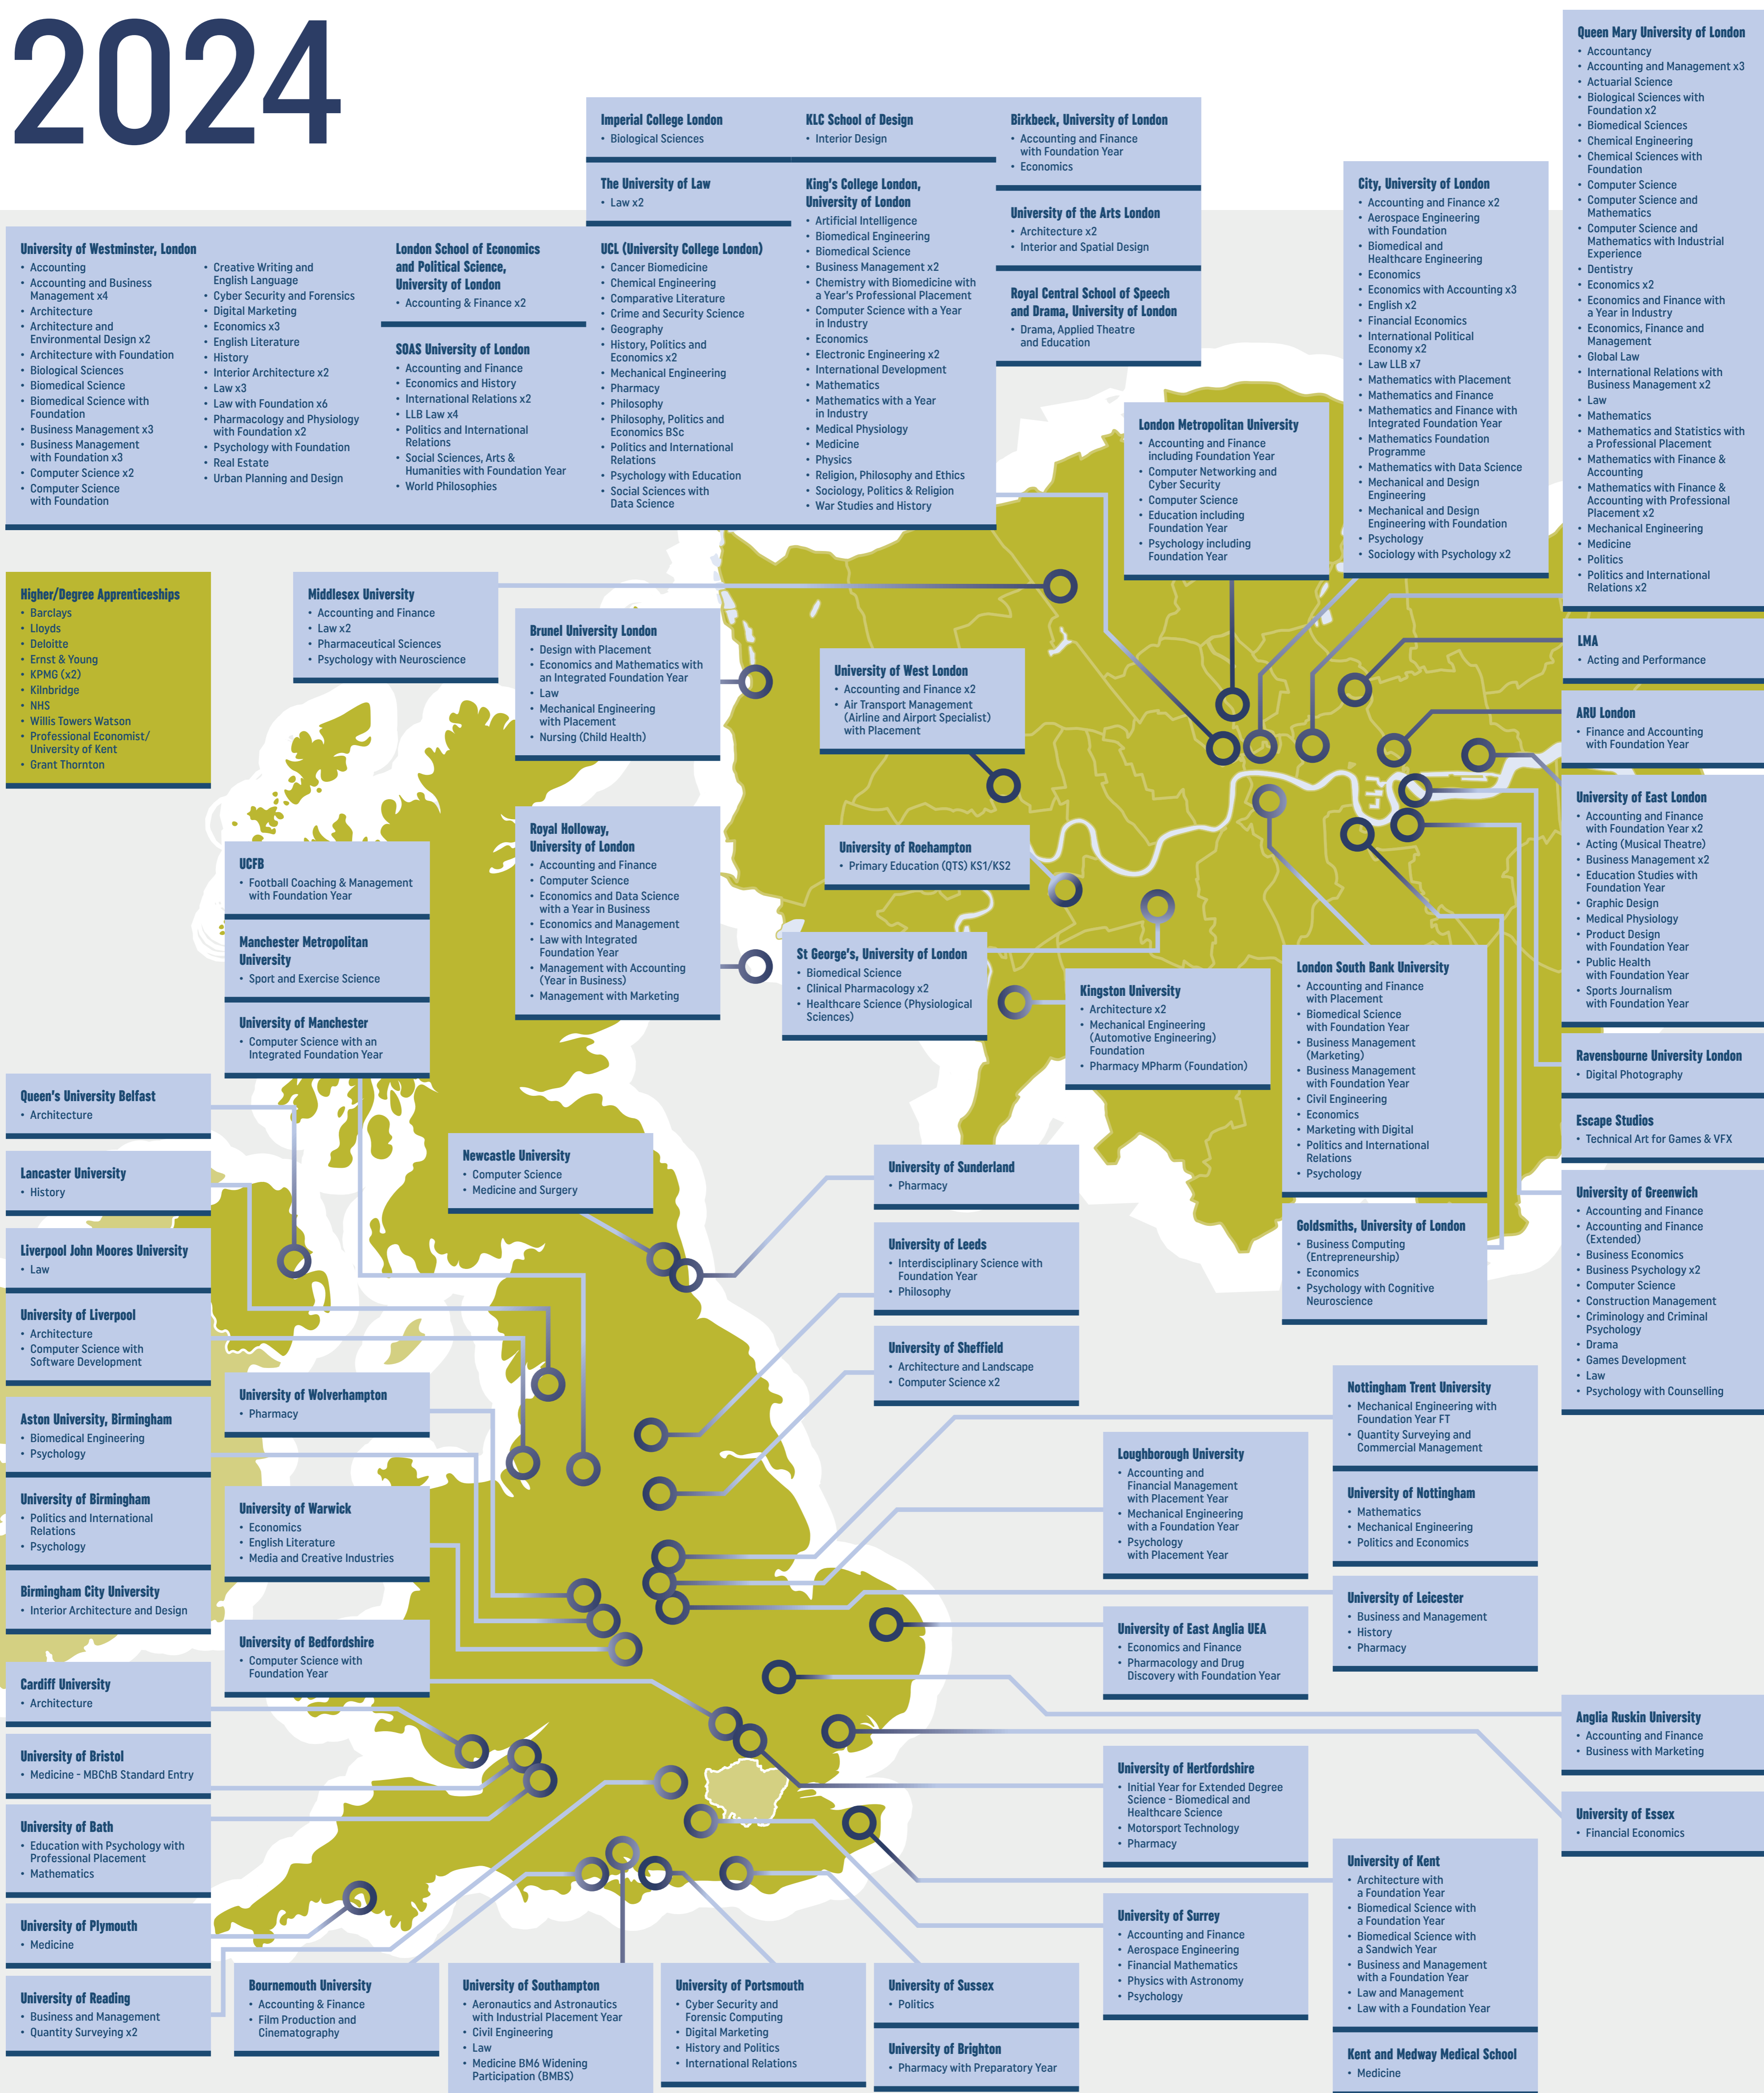 2024
Imperial College London
• Biological Sciences
The University of Law
• Law x2
KLC School of Design
• Interior Design
King's College London,
University of London
• Artificial Intelligence
• Biomedical Engineering
• Biomedical Science
• Business Management x2
• Chemistry with Biomedicine with
a Year's Professional Placement
• Computer Science with a Year
in Industry
• Economics
• Electronic Engineering x2
• International Development
• Mathematics
• Mathematics with a Year
in Industry
• Medical Physiology
• Medicine
• Physics
• Religion, Philosophy and Ethics
• Sociology, Politics & Religion
• War Studies and History
Birkbeck, University of London
• Accounting and Finance
with Foundation Year
• Economics
University of the Arts London
• Architecture x2
• Interior and Spatial Design
Royal Central School of Speech
and Drama, University of London
• Drama, Applied Theatre
and Education
University of Westminster, London
• Accounting
• Accounting and Business
Management x4
• Architecture
• Architecture and
Environmental Design x2
• Architecture with Foundation
• Biological Sciences
• Biomedical Science
• Biomedical Science with
Foundation
• Business Management x3
• Business Management
with Foundation x3
• Computer Science x2
• Computer Science
with Foundation
• Creative Writing and
English Language
• Cyber Security and Forensics
• Digital Marketing
• Economics x3
• English Literature
• History
• Interior Architecture x2
• Law x3
• Law with Foundation x6
• Pharmacology and Physiology
with Foundation x2
• Psychology with Foundation
• Real Estate
• Urban Planning and Design
London School of Economics
and Political Science,
University of London
• Accounting & Finance x2
SOAS University of London
• Accounting and Finance
• Economics and History
• International Relations x2
• LLB Law x4
• Politics and International
Relations
• Social Sciences, Arts &
Humanities with Foundation Year
• World Philosophies
UCL (University College London)
• Cancer Biomedicine
• Chemical Engineering
• Comparative Literature
• Crime and Security Science
• Geography
• History, Politics and
Economics x2
• Mechanical Engineering
• Pharmacy
• Philosophy
• Philosophy, Politics and
Economics BSc
• Politics and International
Relations
• Psychology with Education
• Social Sciences with
Data Science
London Metropolitan University
• Accounting and Finance
including Foundation Year
• Computer Networking and
Cyber Security
• Computer Science
• Education including
Foundation Year
• Psychology including
Foundation Year
City, University of London
• Accounting and Finance x2
• Aerospace Engineering
with Foundation
• Biomedical and
Healthcare Engineering
• Economics
• Economics with Accounting x3
• English x2
• Financial Economics
• International Political
Economy x2
• Law LLB x7
• Mathematics with Placement
• Mathematics and Finance
• Mathematics and Finance with
Integrated Foundation Year
• Mathematics Foundation
Programme
• Mathematics with Data Science
• Mechanical and Design
Engineering
• Mechanical and Design
Engineering with Foundation
• Psychology
• Sociology with Psychology x2
Queen Mary University of London
• Accountancy
• Accounting and Management x3
• Actuarial Science
• Biological Sciences with
Foundation x2
• Biomedical Sciences
• Chemical Engineering
• Chemical Sciences with
Foundation
• Computer Science
• Computer Science and
Mathematics
• Computer Science and
Mathematics with Industrial
Experience
• Dentistry
• Economics x2
• Economics and Finance with
a Year in Industry
• Economics, Finance and
Management
• Global Law
• International Relations with
Business Management x2
• Law
• Mathematics
• Mathematics and Statistics with
a Professional Placement
• Mathematics with Finance &
Accounting
• Mathematics with Finance &
Accounting with Professional
Placement x2
• Mechanical Engineering
• Medicine
• Politics
• Politics and International
Relations x2
Higher/Degree Apprenticeships
• Barclays
• Lloyds
• Deloitte
• Ernst & Young
• KPMG (x2)
• Kilnbridge
• NHS
• Willis Towers Watson
• Professional Economist/
University of Kent
• Grant Thornton
Middlesex University
• Accounting and Finance
• Law x2
• Pharmaceutical Sciences
• Psychology with Neuroscience
Brunel University London
• Design with Placement
• Economics and Mathematics with
an Integrated Foundation Year
• Law
• Mechanical Engineering
with Placement
• Nursing (Child Health)
University of West London
• Accounting and Finance x2
• Air Transport Management
(Airline and Airport Specialist)
with Placement
LMA
• Acting and Performance
ARU London
• Finance and Accounting
with Foundation Year
University of East London
• Accounting and Finance
with Foundation Year x2
• Acting (Musical Theatre)
• Business Management x2
• Education Studies with
Foundation Year
• Graphic Design
• Medical Physiology
• Product Design
with Foundation Year
• Public Health
with Foundation Year
• Sports Journalism
with Foundation Year
Royal Holloway,
University of London
• Accounting and Finance
• Computer Science
• Economics and Data Science
with a Year in Business
• Economics and Management
• Law with Integrated
Foundation Year
• Management with Accounting
(Year in Business)
• Management with Marketing
University of Roehampton
• Primary Education (QTS) KS1/KS2
St George's, University of London
• Biomedical Science
• Clinical Pharmacology x2
• Healthcare Science (Physiological
Sciences)
Kingston University
• Architecture x2
• Mechanical Engineering
(Automotive Engineering)
Foundation
• Pharmacy MPharm (Foundation)
London South Bank University
• Accounting and Finance
with Placement
• Biomedical Science
with Foundation Year
• Business Management
(Marketing)
• Business Management
with Foundation Year
• Civil Engineering
• Economics
• Marketing with Digital
• Politics and International
Relations
• Psychology
Goldsmiths, University of London
• Business Computing
(Entrepreneurship)
• Economics
• Psychology with Cognitive
Neuroscience
Ravensbourne University London
• Digital Photography
Escape Studios
• Technical Art for Games & VFX
University of Greenwich
• Accounting and Finance
• Accounting and Finance
(Extended)
• Business Economics
• Business Psychology x2
• Computer Science
• Construction Management
• Criminology and Criminal
Psychology
• Drama
• Games Development
• Law
• Psychology with Counselling
UCFB
• Football Coaching & Management
with Foundation Year
Manchester Metropolitan
University
• Sport and Exercise Science
University of Manchester
• Computer Science with an
Integrated Foundation Year
Queen's University Belfast
• Architecture
Lancaster University
• History
Liverpool John Moores University
• Law
University of Liverpool
• Architecture
• Computer Science with
Software Development
Newcastle University
• Computer Science
• Medicine and Surgery
University of Sunderland
• Pharmacy
University of Leeds
• Interdisciplinary Science with
Foundation Year
• Philosophy
University of Sheffield
• Architecture and Landscape
• Computer Science x2
University of Wolverhampton
• Pharmacy
Aston University, Birmingham
• Biomedical Engineering
• Psychology
University of Birmingham
• Politics and International
Relations
• Psychology
Birmingham City University
• Interior Architecture and Design
University of Warwick
• Economics
• English Literature
• Media and Creative Industries
University of Bedfordshire
• Computer Science with
Foundation Year
Nottingham Trent University
• Mechanical Engineering with
Foundation Year FT
• Quantity Surveying and
Commercial Management
University of Nottingham
• Mathematics
• Mechanical Engineering
• Politics and Economics
Loughborough University
• Accounting and
Financial Management
with Placement Year
• Mechanical Engineering
with a Foundation Year
• Psychology
with Placement Year
University of Leicester
• Business and Management
• History
• Pharmacy
University of East Anglia UEA
• Economics and Finance
• Pharmacology and Drug
Discovery with Foundation Year
Anglia Ruskin University
• Accounting and Finance
• Business with Marketing
University of Essex
• Financial Economics
University of Hertfordshire
• Initial Year for Extended Degree
Science - Biomedical and
Healthcare Science
• Motorsport Technology
• Pharmacy
University of Kent
• Architecture with
a Foundation Year
• Biomedical Science with
a Foundation Year
• Biomedical Science with
a Sandwich Year
• Business and Management
with a Foundation Year
• Law and Management
• Law with a Foundation Year
Kent and Medway Medical School
• Medicine
University of Surrey
• Accounting and Finance
• Aerospace Engineering
• Financial Mathematics
• Physics with Astronomy
• Psychology
Cardiff University
• Architecture
University of Bristol
• Medicine - MBChB Standard Entry
University of Bath
• Education with Psychology with
Professional Placement
• Mathematics
University of Plymouth
• Medicine
University of Reading
• Business and Management
• Quantity Surveying x2
Bournemouth University
• Accounting & Finance
• Film Production and
Cinematography
University of Southampton
• Aeronautics and Astronautics
with Industrial Placement Year
• Civil Engineering
• Law
• Medicine BM6 Widening
Participation (BMBS)
University of Portsmouth
• Cyber Security and
Forensic Computing
• Digital Marketing
• History and Politics
• International Relations
University of Sussex
• Politics
University of Brighton
• Pharmacy with Preparatory Year